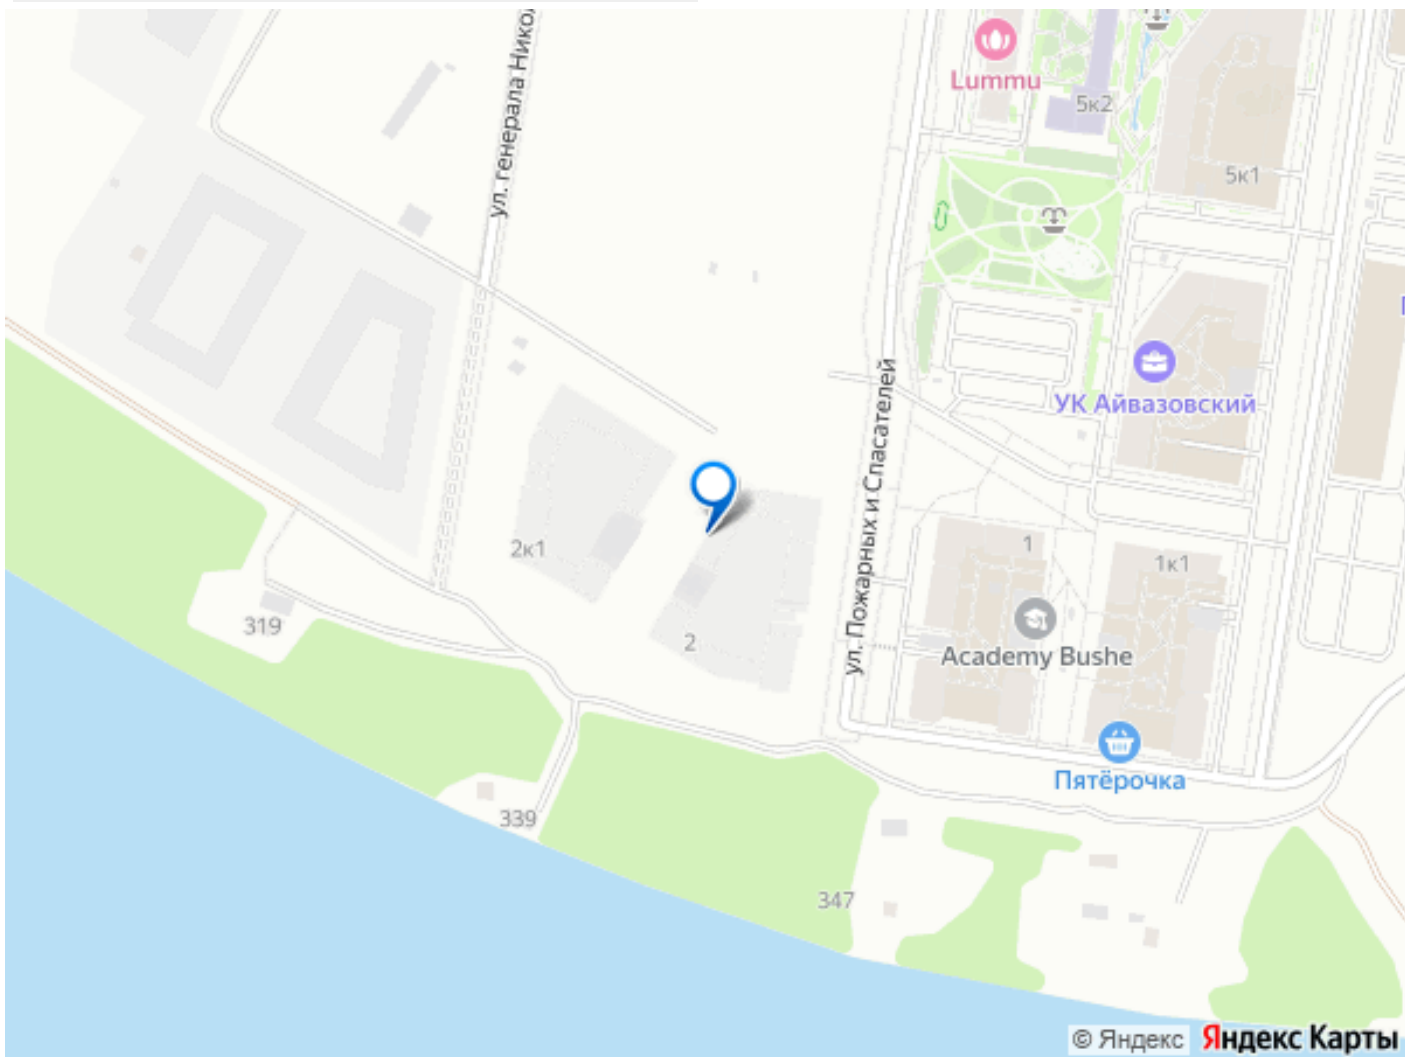 ул. генерала Нико
Lummu
5к2
5к1
УК Айвазовский
ул. Пожарных и Спасателей
2к1
1
1к1
319
2
Academy Bushe
Пятёрочка
339
347
© Яндекс Яндекс Карты